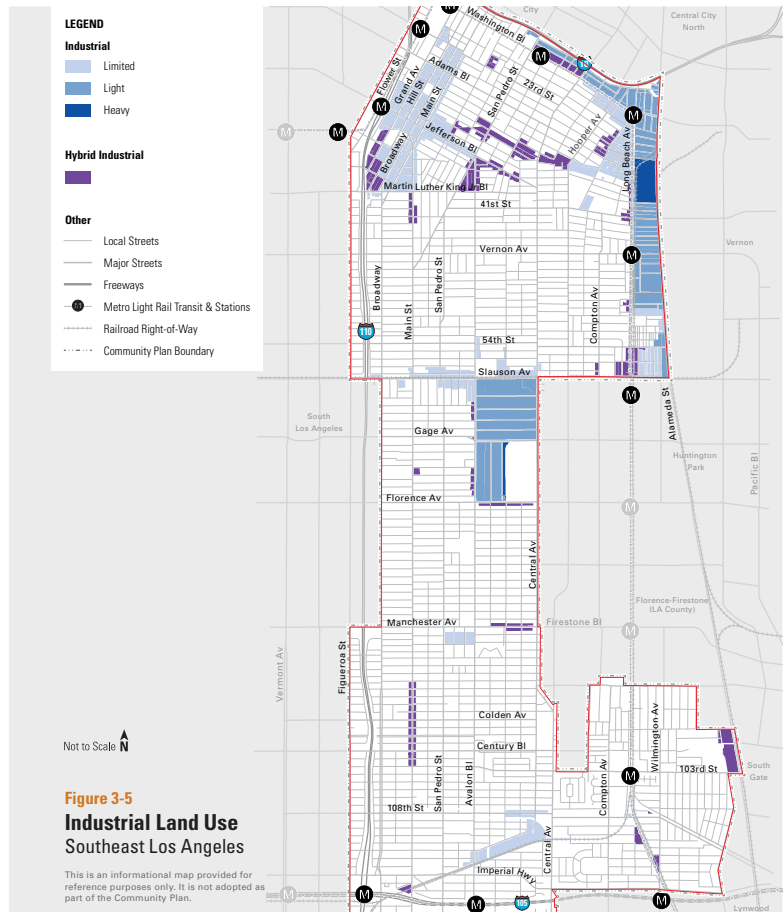 LEGEND
Industrial
Limited
Light
Heavy
Hybrid Industrial
Other
Local Streets
Major Streets
Freeways
M
Metro Light Rail Transit & Stations
Railroad Right-of-Way
Community Plan Boundary
City
Central City
North
Washington Bl
Flower St
Grand Av
Hill St
Adams Bl
Main St
San Pedro St
23rd St
Hooper Av
Long Beach Av
Broadway
Jefferson Bl
Martin Luther King Jr Bl
41st St
Vernon Av
Vernon
Broadway
Main St
San Pedro St
Compton Av
110
54th St
Slauson Av
Alameda St
South
Los Angeles
Gage Av
Huntington
Park
Pacific Bl
Florence Av
Central Av
Florence-Firestone
(LA County)
Manchester Av
Firestone Bl
Vermont Av
Figueroa St
Colden Av
Century Bl
Wilmington Av
103rd St
South
Gate
San Pedro St
Avalon Bl
Compton Av
108th St
Central Av
Imperial Hwy
105
Lynwood
Not to Scale N
Figure 3-5
Industrial Land Use
Southeast Los Angeles
This is an informational map provided for
reference purposes only. It is not adopted as
part of the Community Plan.